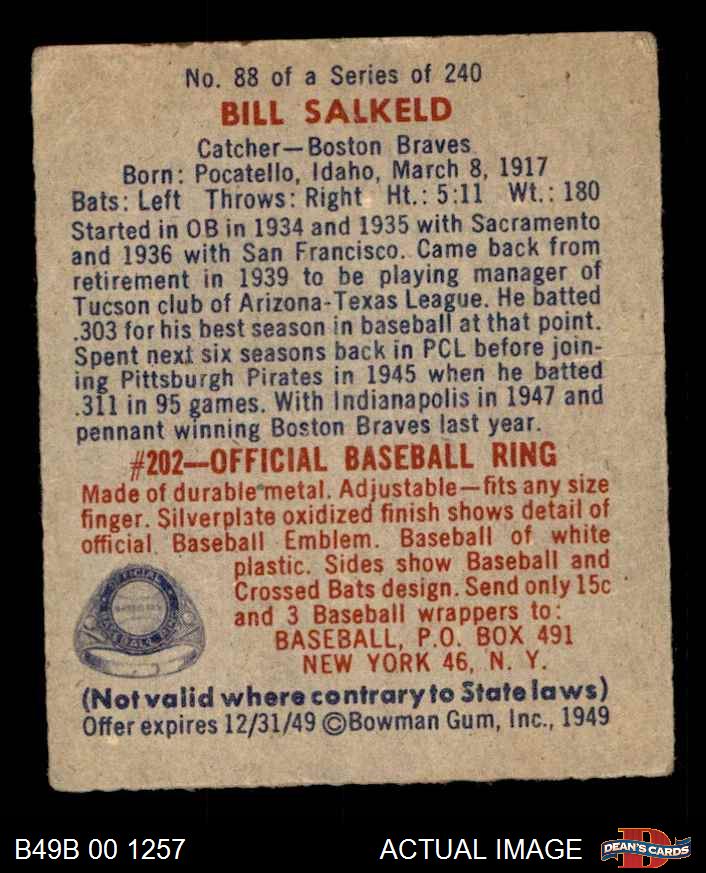 No. 88 of a Series of 240
BILL SALKELD
Catcher—Boston Braves
Born: Pocatello, Idaho, March 8, 1917
Bats: Left Throws: Right Ht.: 5:11 Wt.: 180
Started in OB in 1934 and 1935 with Sacramento
and 1936 with San Francisco. Came back from
retirement in 1939 to be playing manager of
Tucson club of Arizona-Texas League. He batted
.303 for his best season in baseball at that point.
Spent next six seasons back in PCL before join-
ing Pittsburgh Pirates in 1945 when he batted
.311 in 95 games. With Indianapolis in 1947 and
pennant winning Boston Braves last year.
#202—OFFICIAL BASEBALL RING
Made of durable metal. Adjustable—fits any size
finger. Silverplate oxidized finish shows detail of
official Baseball Emblem. Baseball of white
plastic. Sides show Baseball and
Crossed Bats design. Send only 15c
and 3 Baseball wrappers to:
BASEBALL, P.O. BOX 491
NEW YORK 46, N. Y.
OFFICIAL
BASEBALL RING
(Not valid where contrary to State laws)
Offer expires 12/31/49 ©Bowman Gum, Inc., 1949
B49B 00 1257
ACTUAL IMAGE
D
DEAN'S CARDS